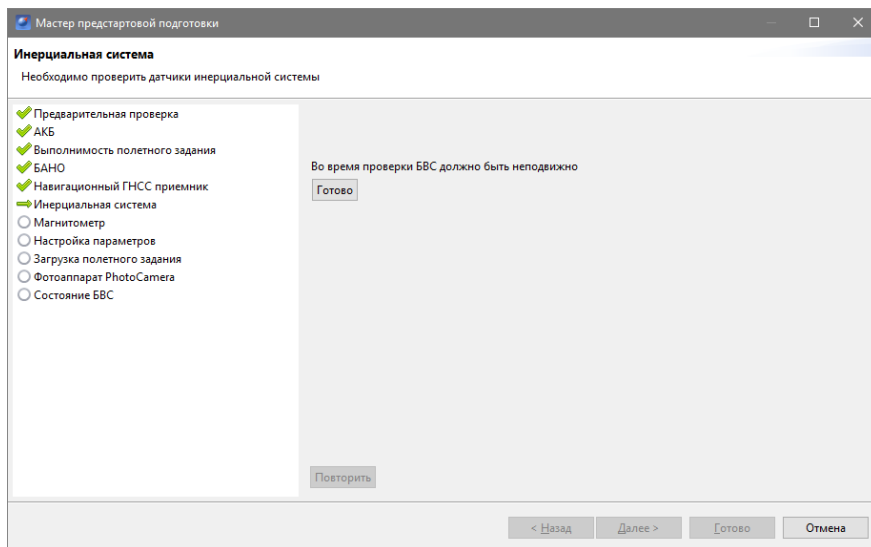 Мастер предстартовой подготовки
Инерциальная система
Необходимо проверить датчики инерциальной системы
Предварительная проверка
АКБ
Выполнимость полетного задания
БАНО
Навигационный ГНСС приемник
Инерциальная система
Магнитометр
Настройка параметров
Загрузка полетного задания
Фотоаппарат PhotoCamera
Состояние БВС
Во время проверки БВС должно быть неподвижно
Готово
Повторить
< Назад
Далее >
Готово
Отмена